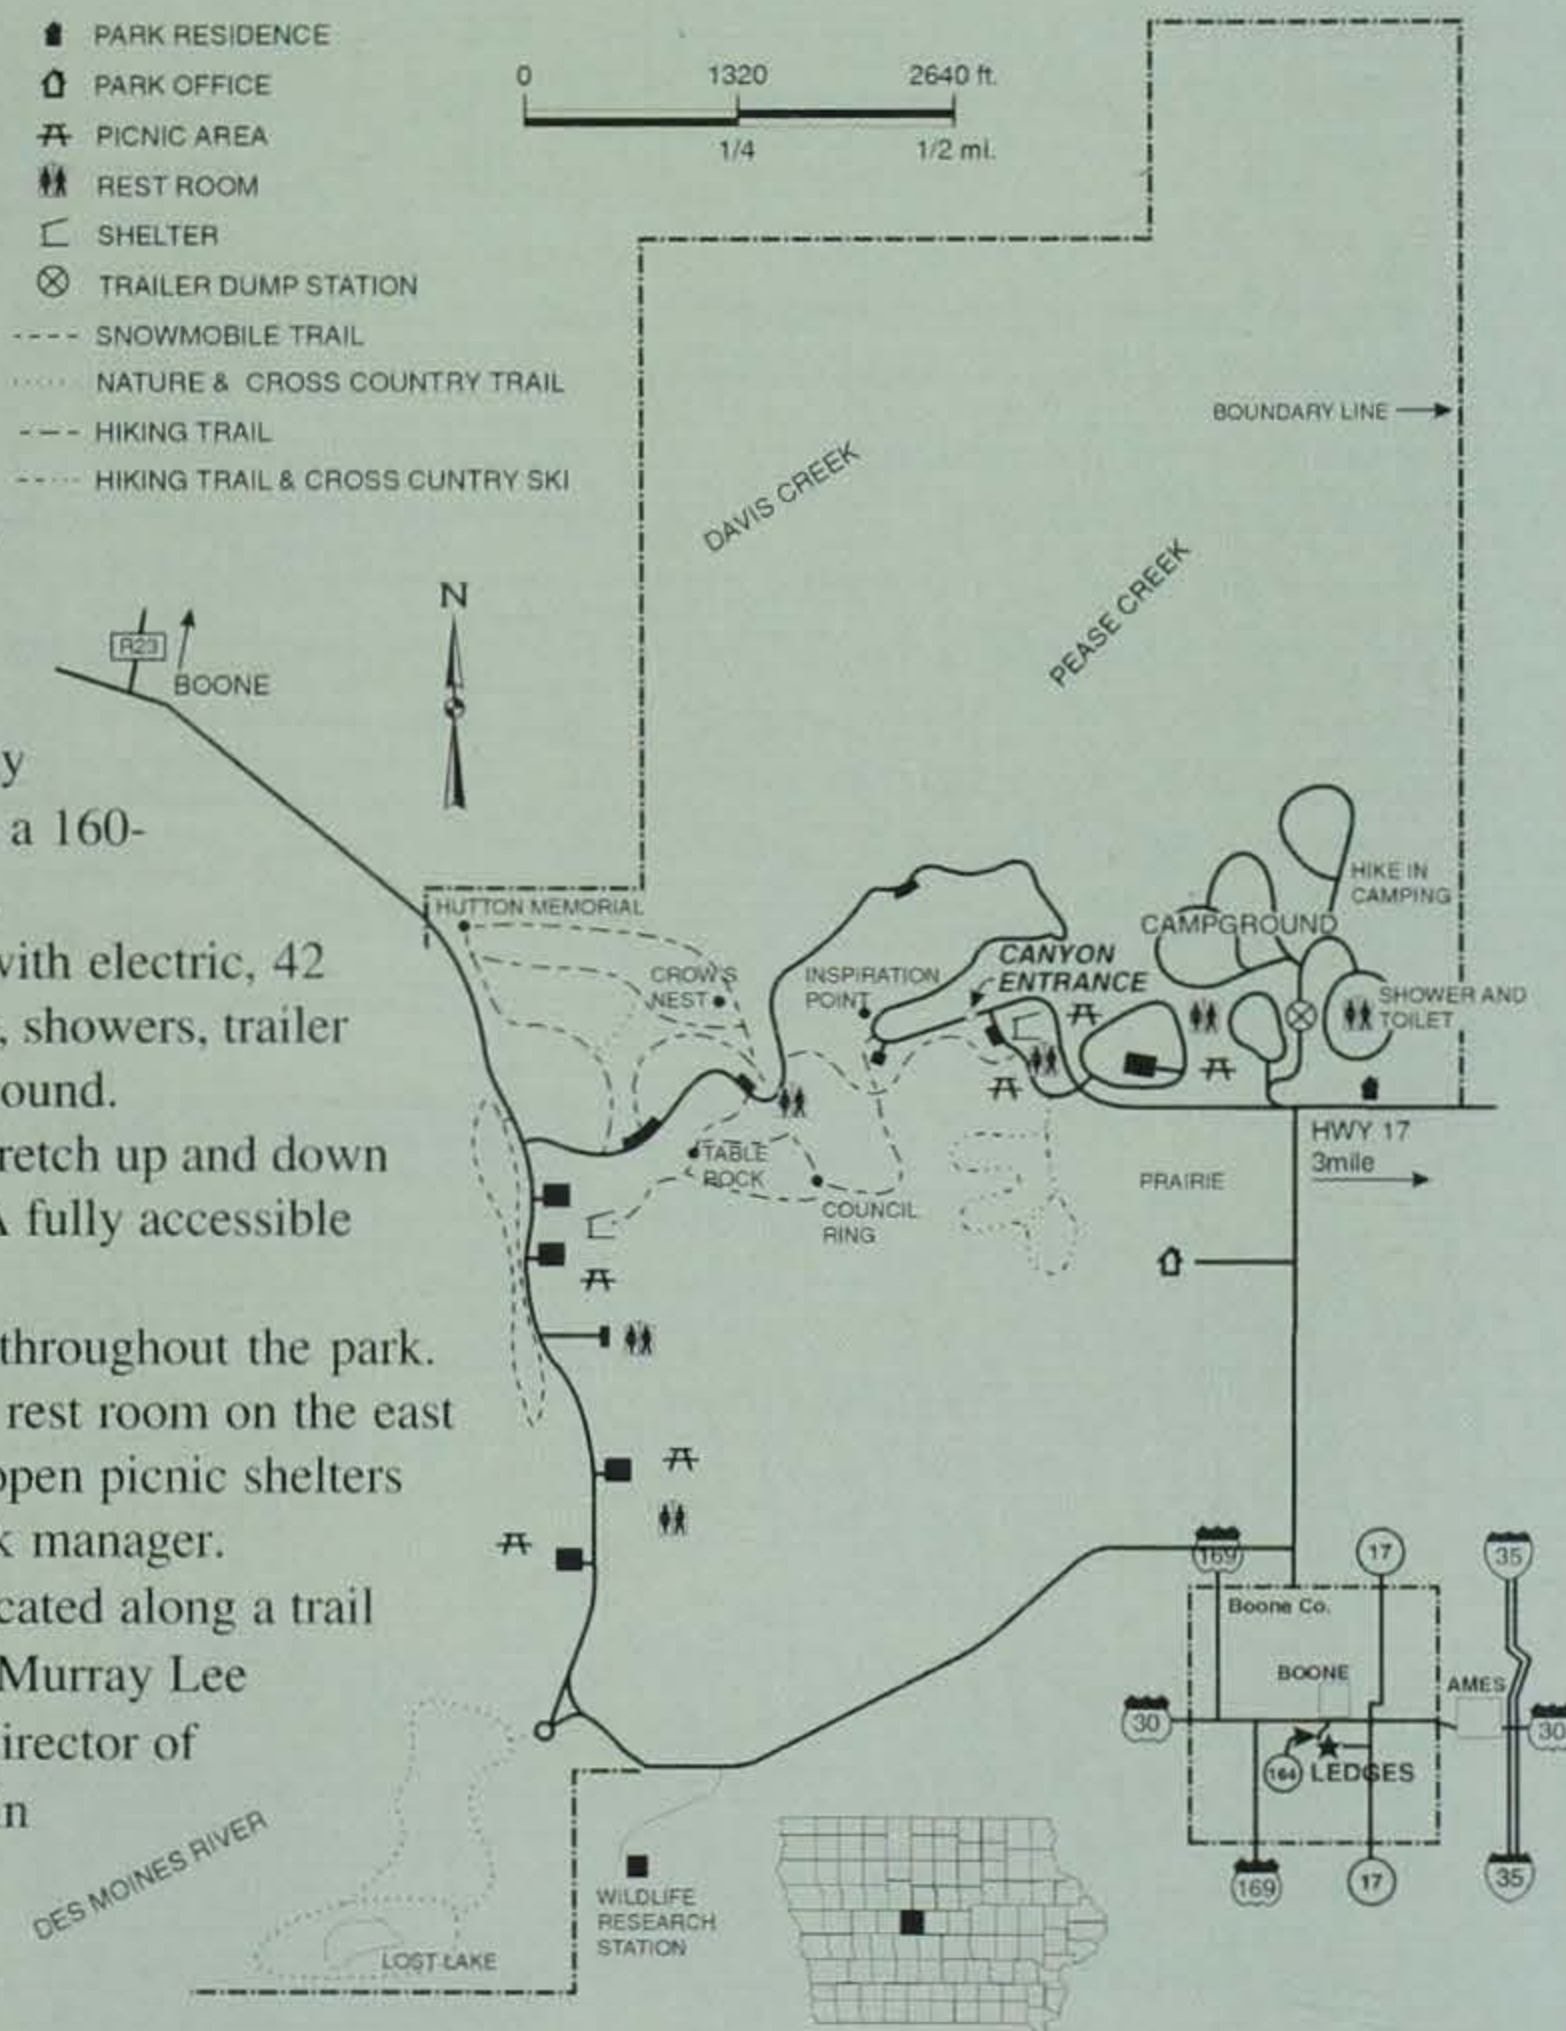 PARK RESIDENCE
PARK OFFICE
PICNIC AREA
REST ROOM
SHELTER
TRAILER DUMP STATION
SNOWMOBILE TRAIL
NATURE & CROSS COUNTRY TRAIL
HIKING TRAIL
HIKING TRAIL & CROSS CUNTRY SKI
0 1320 2640 ft.
1/4 1/2 mi.
BOUNDARY LINE
DAVIS CREEK
PEASE CREEK
N
R23
BOONE
y
a 160-
with electric, 42
, showers, trailer
ound.
retch up and down
A fully accessible
throughout the park.
rest room on the east
open picnic shelters
k manager.
cated along a trail
Murray Lee
irector of
n
HUTTON MEMORIAL
CROW'S
NEST
INSPIRATION
POINT
CANYON
ENTRANCE
CAMPGROUND
HIKE IN
CAMPING
SHOWER AND
TOILET
TABLE
ROCK
COUNCIL
RING
PRAIRIE
HWY 17
3mile
DES MOINES RIVER
LOST LAKE
WILDLIFE
RESEARCH
STATION
169
17
35
Boone Co.
BOONE
AMES
30
30
164
LEDGES
169
17
35